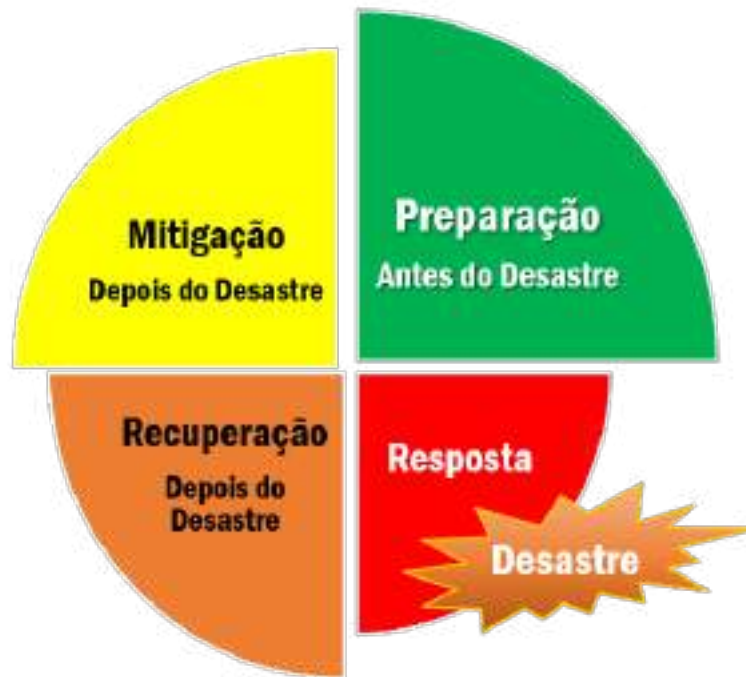 Mitigação
Depois do Desastre
Preparação
Antes do Desastre
Recuperação
Depois do
Desastre
Resposta
Desastre